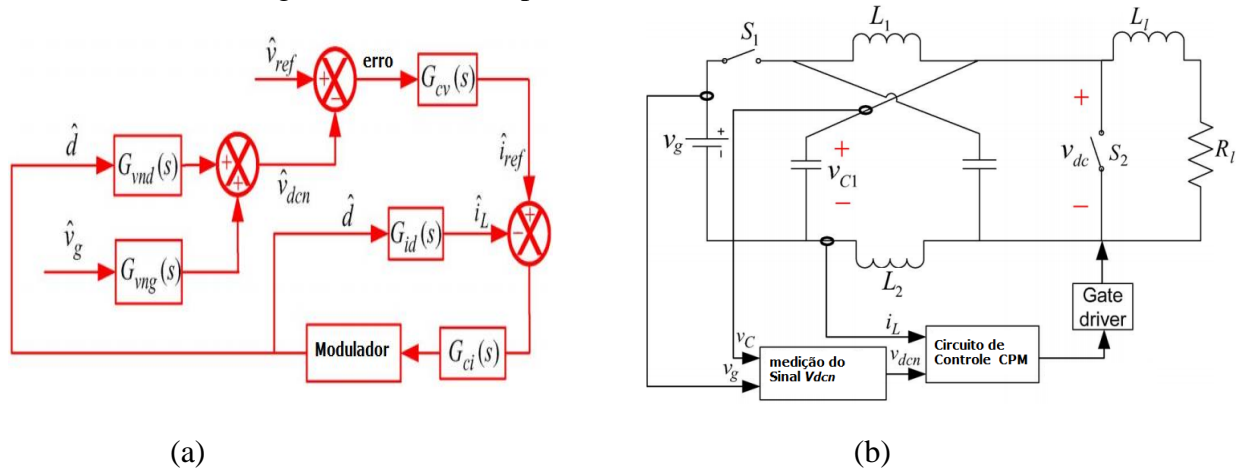 v̂ref
erro
Gcv(s)
d̂
Gvnd(s)
v̂dcn
îref
v̂g
Gvng(s)
d̂
Gid(s)
îL
Modulador
Gci(s)
(a)
S1
L1
Ll
vg
vC1
vdc
S2
Rl
L2
Gate
driver
iL
vC
vg
medição do
Sinal Vdcn
vdcn
Circuito de
Controle CPM
(b)